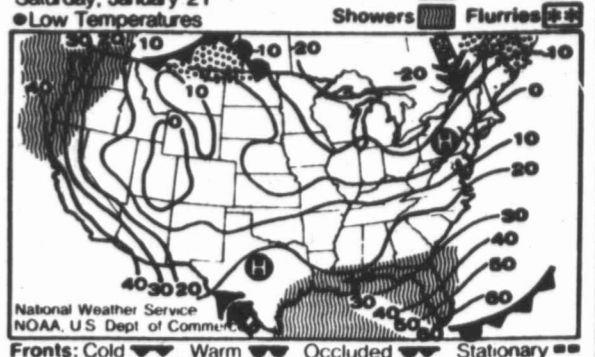 Saturday, January 21
Low Temperatures
Showers
Flurries
30 20 10 -10 -20
-20
-10
40
10
0
0
H
10
20
30
H
40
40 30 20
50
30
40
60
50
60
National Weather Service
NOAA, U S Dept of Commerce
Fronts: Cold Warm Occluded Stationary